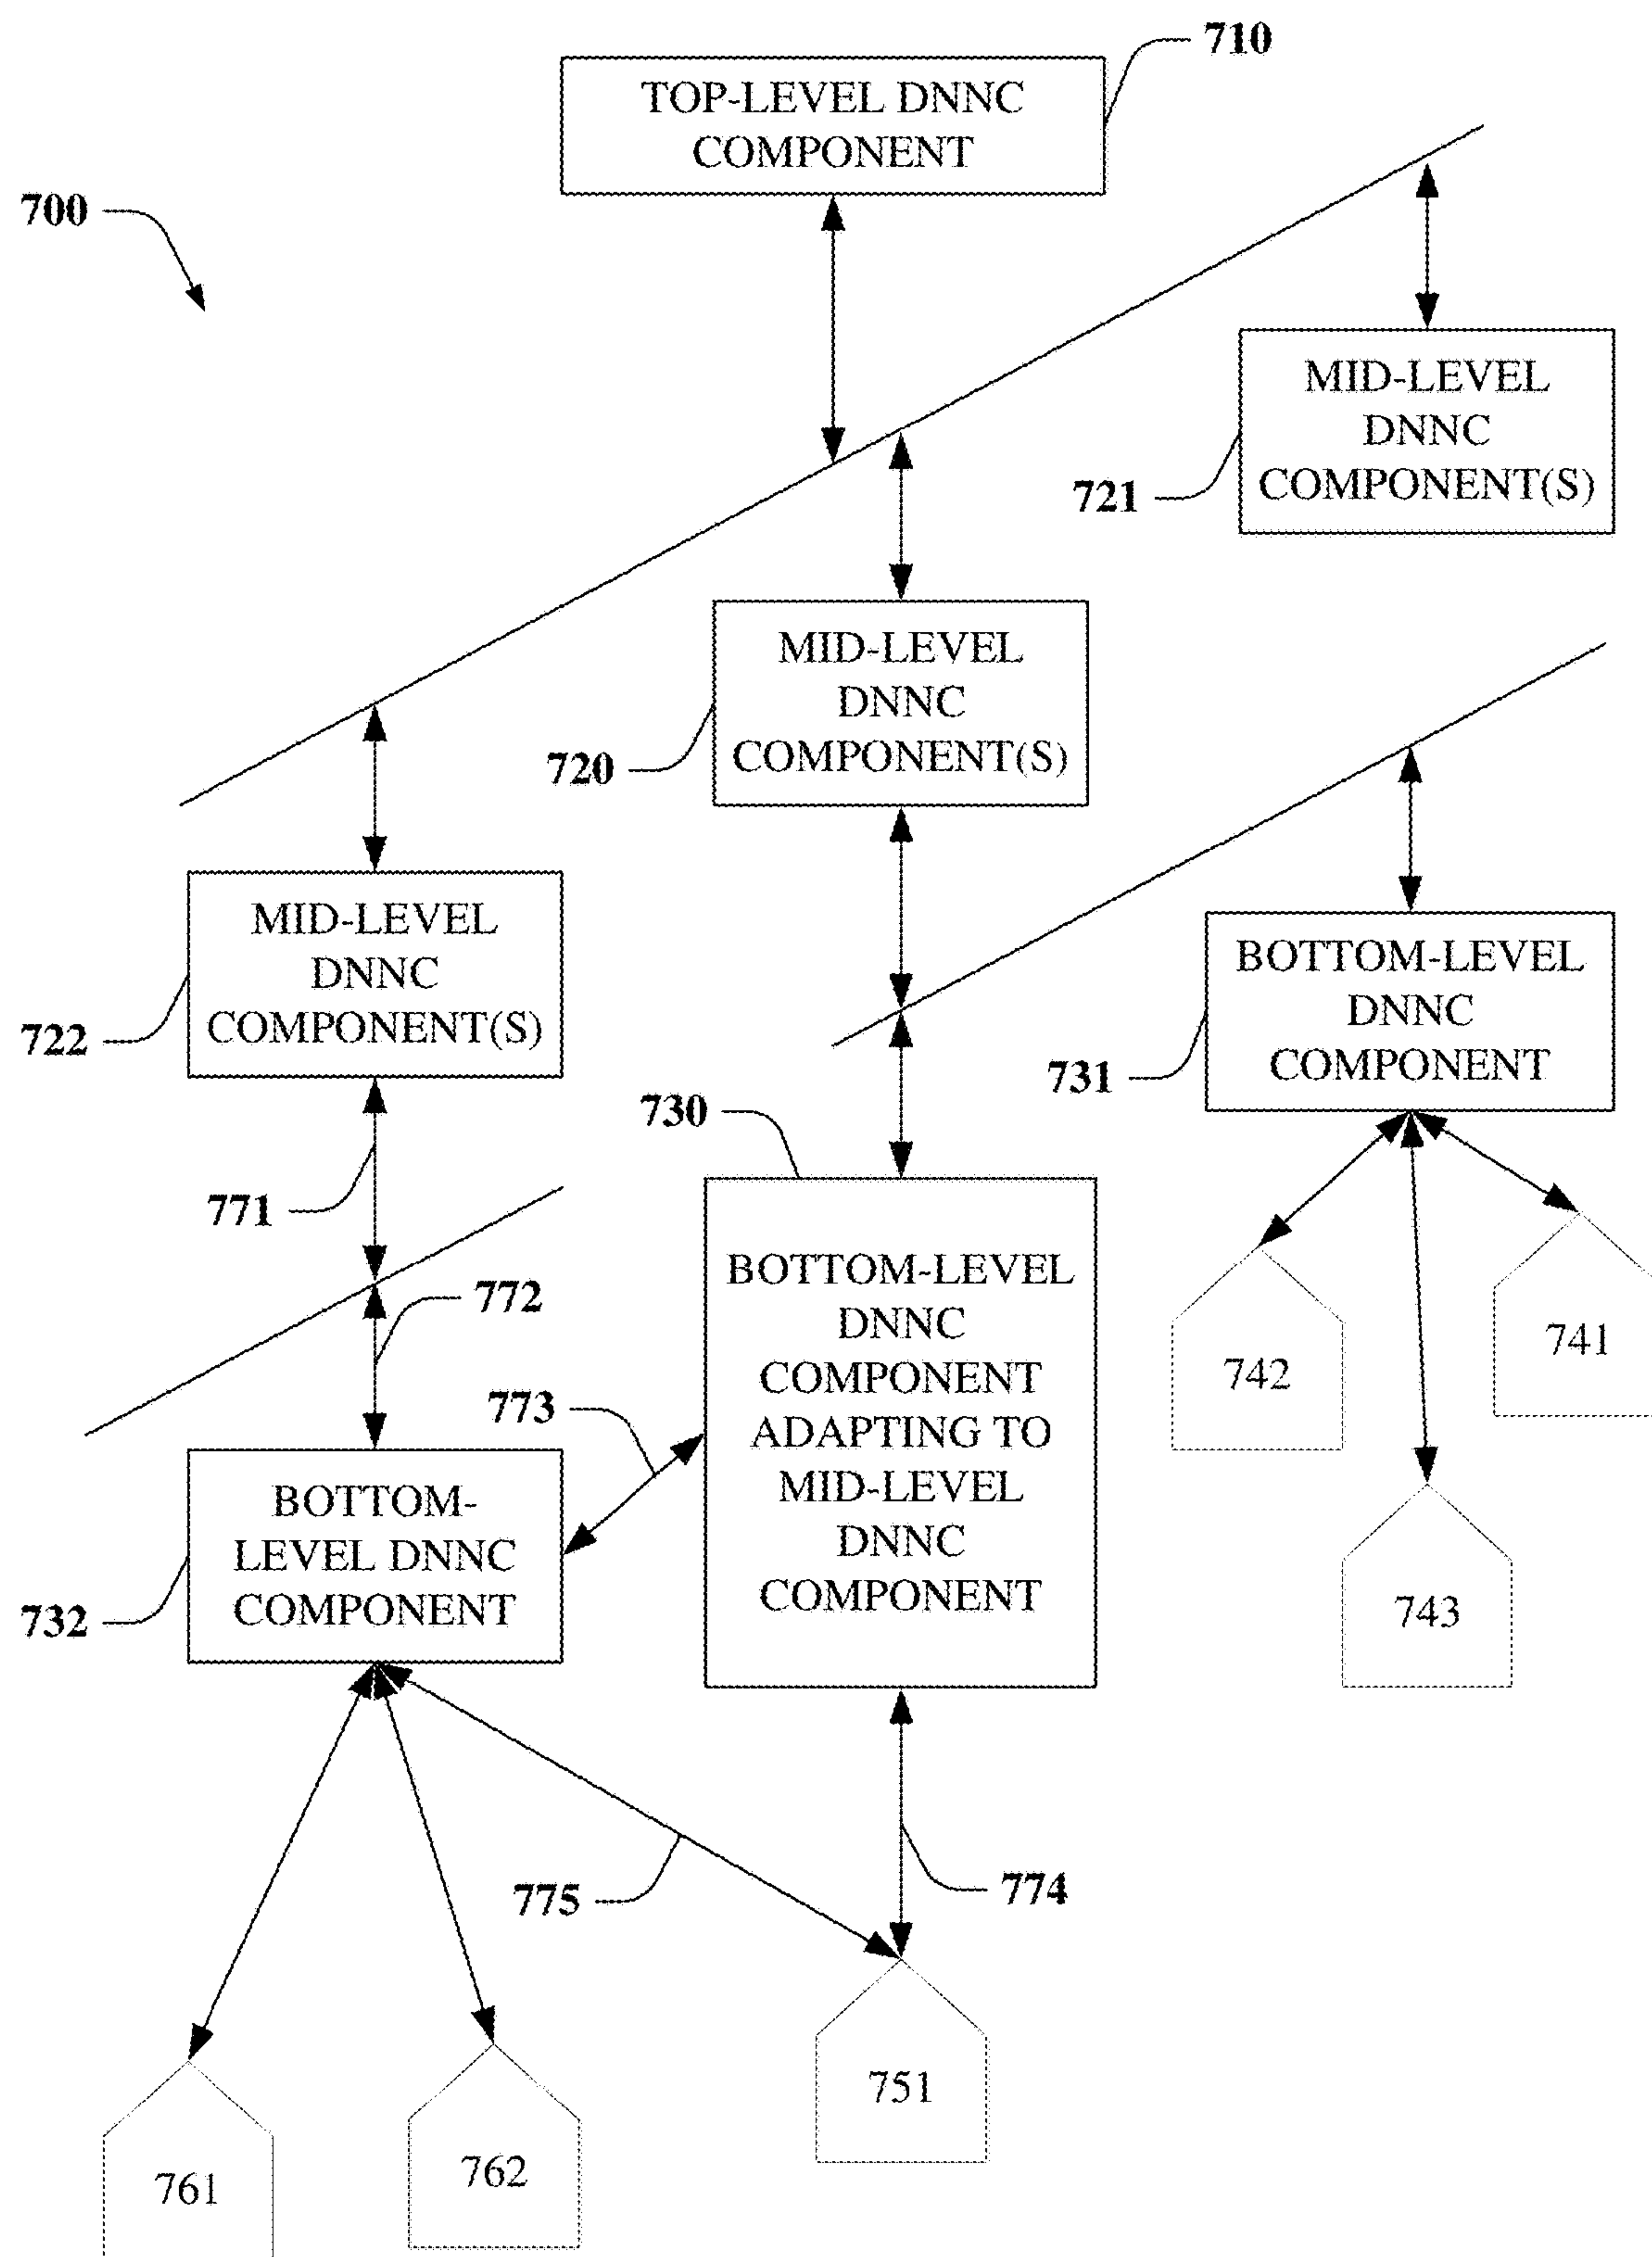 710
TOP-LEVEL DNNC
COMPONENT
700
MID-LEVEL
DNNC
COMPONENT(S)
721
MID-LEVEL
DNNC
COMPONENT(S)
720
MID-LEVEL
DNNC
COMPONENT(S)
722
BOTTOM-LEVEL
DNNC
COMPONENT
731
730
771
772
BOTTOM-LEVEL
DNNC
COMPONENT
ADAPTING TO
MID-LEVEL
DNNC
COMPONENT
741
742
773
BOTTOM-
LEVEL DNNC
COMPONENT
732
743
775
774
751
762
761